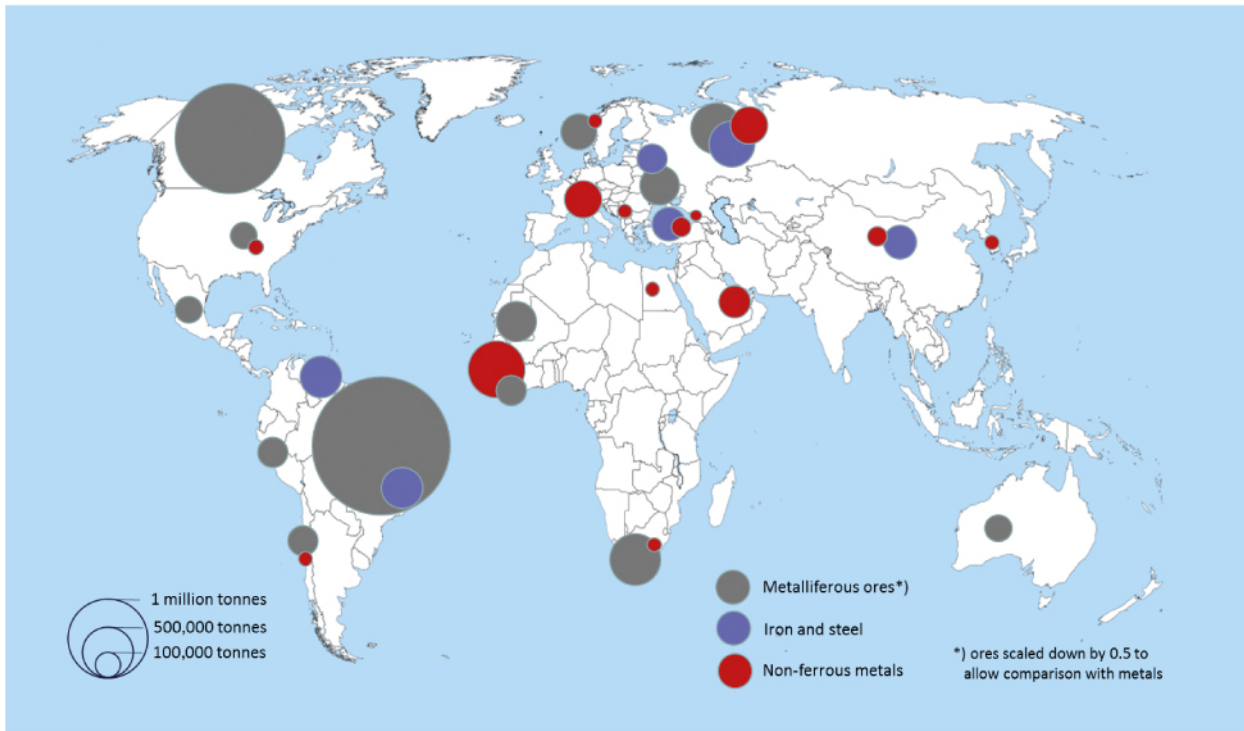 1 million tonnes
500,000 tonnes
100,000 tonnes
Metalliferous ores*)
Iron and steel
Non-ferrous metals
*) ores scaled down by 0.5 to
allow comparison with metals